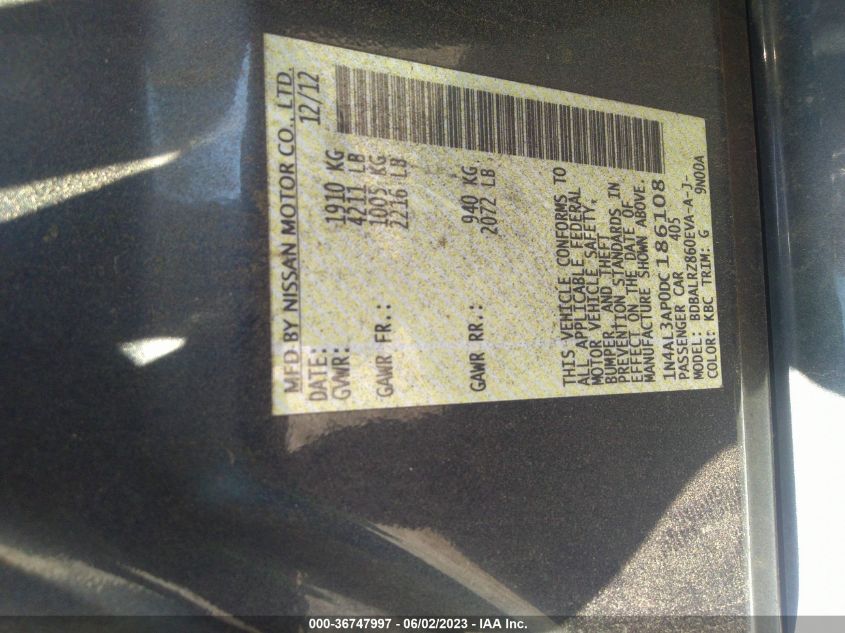 MFD BY NISSAN MOTOR CO., LTD.
DATE: 12/12
GVWR: 1910 KG
4211 LB
GAWR FR.: 1005 KG
2216 LB
GAWR RR.: 940 KG
2072 LB
THIS VEHICLE CONFORMS TO
ALL APPLICABLE FEDERAL
MOTOR VEHICLE SAFETY,
BUMPER, AND THEFT
PREVENTION STANDARDS IN
EFFECT ON THE DATE OF
MANUFACTURE SHOWN ABOVE.
1N4AL3AP0DC186108
PASSENGER CAR 405
MODEL: BDBALRZ860EVA-A-J
COLOR: KBC TRIM: G 9N00A
000-36747997 - 06/02/2023 - IAA Inc.